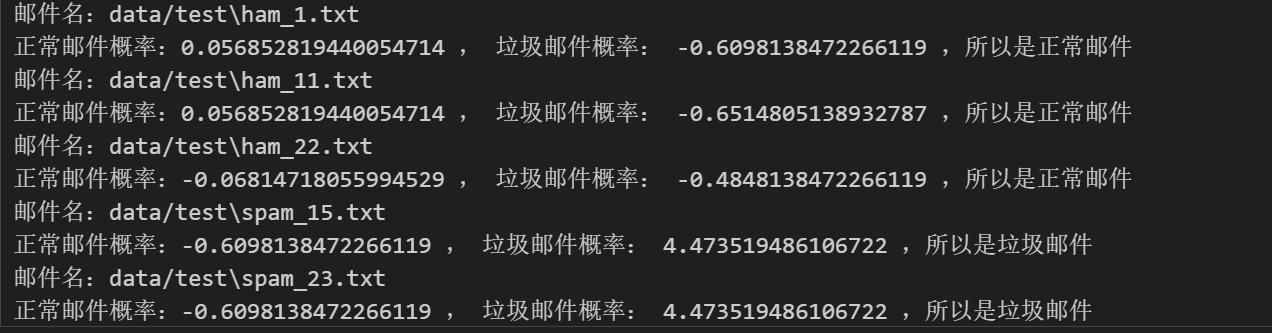 邮件名：data/test\ham_1.txt
正常邮件概率：0.056852819440054714 ， 垃圾邮件概率： -0.6098138472266119 ，所以是正常邮件
邮件名：data/test\ham_11.txt
正常邮件概率：0.056852819440054714 ， 垃圾邮件概率： -0.6514805138932787 ，所以是正常邮件
邮件名：data/test\ham_22.txt
正常邮件概率：-0.06814718055994529 ， 垃圾邮件概率： -0.4848138472266119 ，所以是正常邮件
邮件名：data/test\spam_15.txt
正常邮件概率：-0.6098138472266119 ， 垃圾邮件概率： 4.473519486106722 ，所以是垃圾邮件
邮件名：data/test\spam_23.txt
正常邮件概率：-0.6098138472266119 ， 垃圾邮件概率： 4.473519486106722 ，所以是垃圾邮件